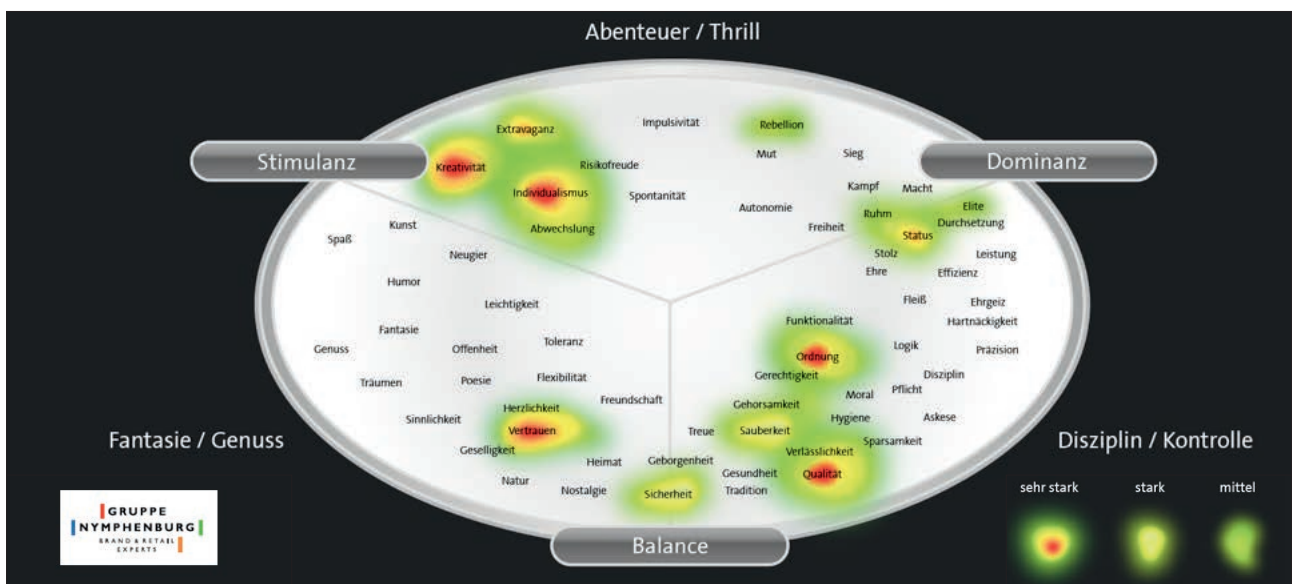 Abenteuer / Thrill
Extravaganz
Impulsivität
Rebellion
Stimulanz
Kreativität
Risikofreude
Mut
Sieg
Dominanz
Individualismus
Spontanität
Kampf
Macht
Autonomie
Elite
Ruhm
Durchsetzung
Kunst
Abwechslung
Freiheit
Status
Spaß
Neugier
Stolz
Leistung
Ehre
Effizienz
Humor
Leichtigkeit
Fleiß
Ehrgeiz
Funktionalität
Hartnäckigkeit
Fantasie
Toleranz
Genuss
Offenheit
Ordnung
Logik
Präzision
Träumen
Poesie
Flexibilität
Gerechtigkeit
Disziplin
Moral
Pflicht
Freundschaft
Herzlichkeit
Gehorsamkeit
Sinnlichkeit
Hygiene
Askese
Vertrauen
Treue
Sauberkeit
Fantasie / Genuss
Disziplin / Kontrolle
Geselligkeit
Sparsamkeit
Verlässlichkeit
Heimat
Geborgenheit
Natur
Gesundheit
Qualität
Nostalgie
Sicherheit
Tradition
sehr stark
stark
mittel
Balance
GRUPPE
NYMPHENBURG
BRAND & RETAIL
EXPERTS